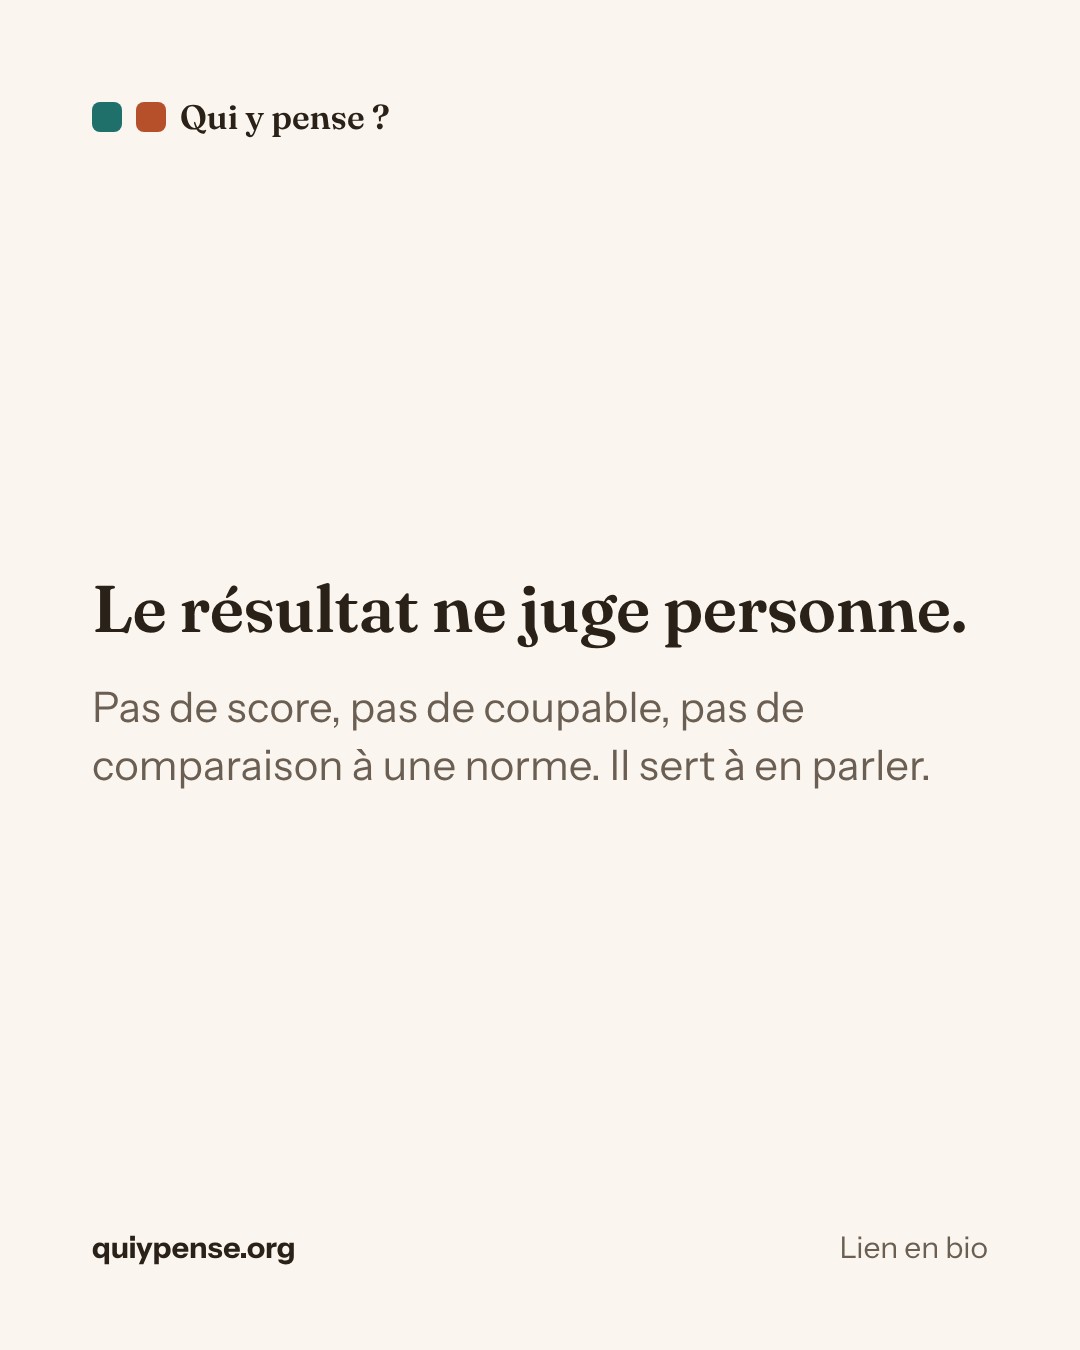 Qui y pense ?
Le résultat ne juge personne.
Pas de score, pas de coupable, pas de
comparaison à une norme. Il sert à en parler.
quiypense.org
Lien en bio